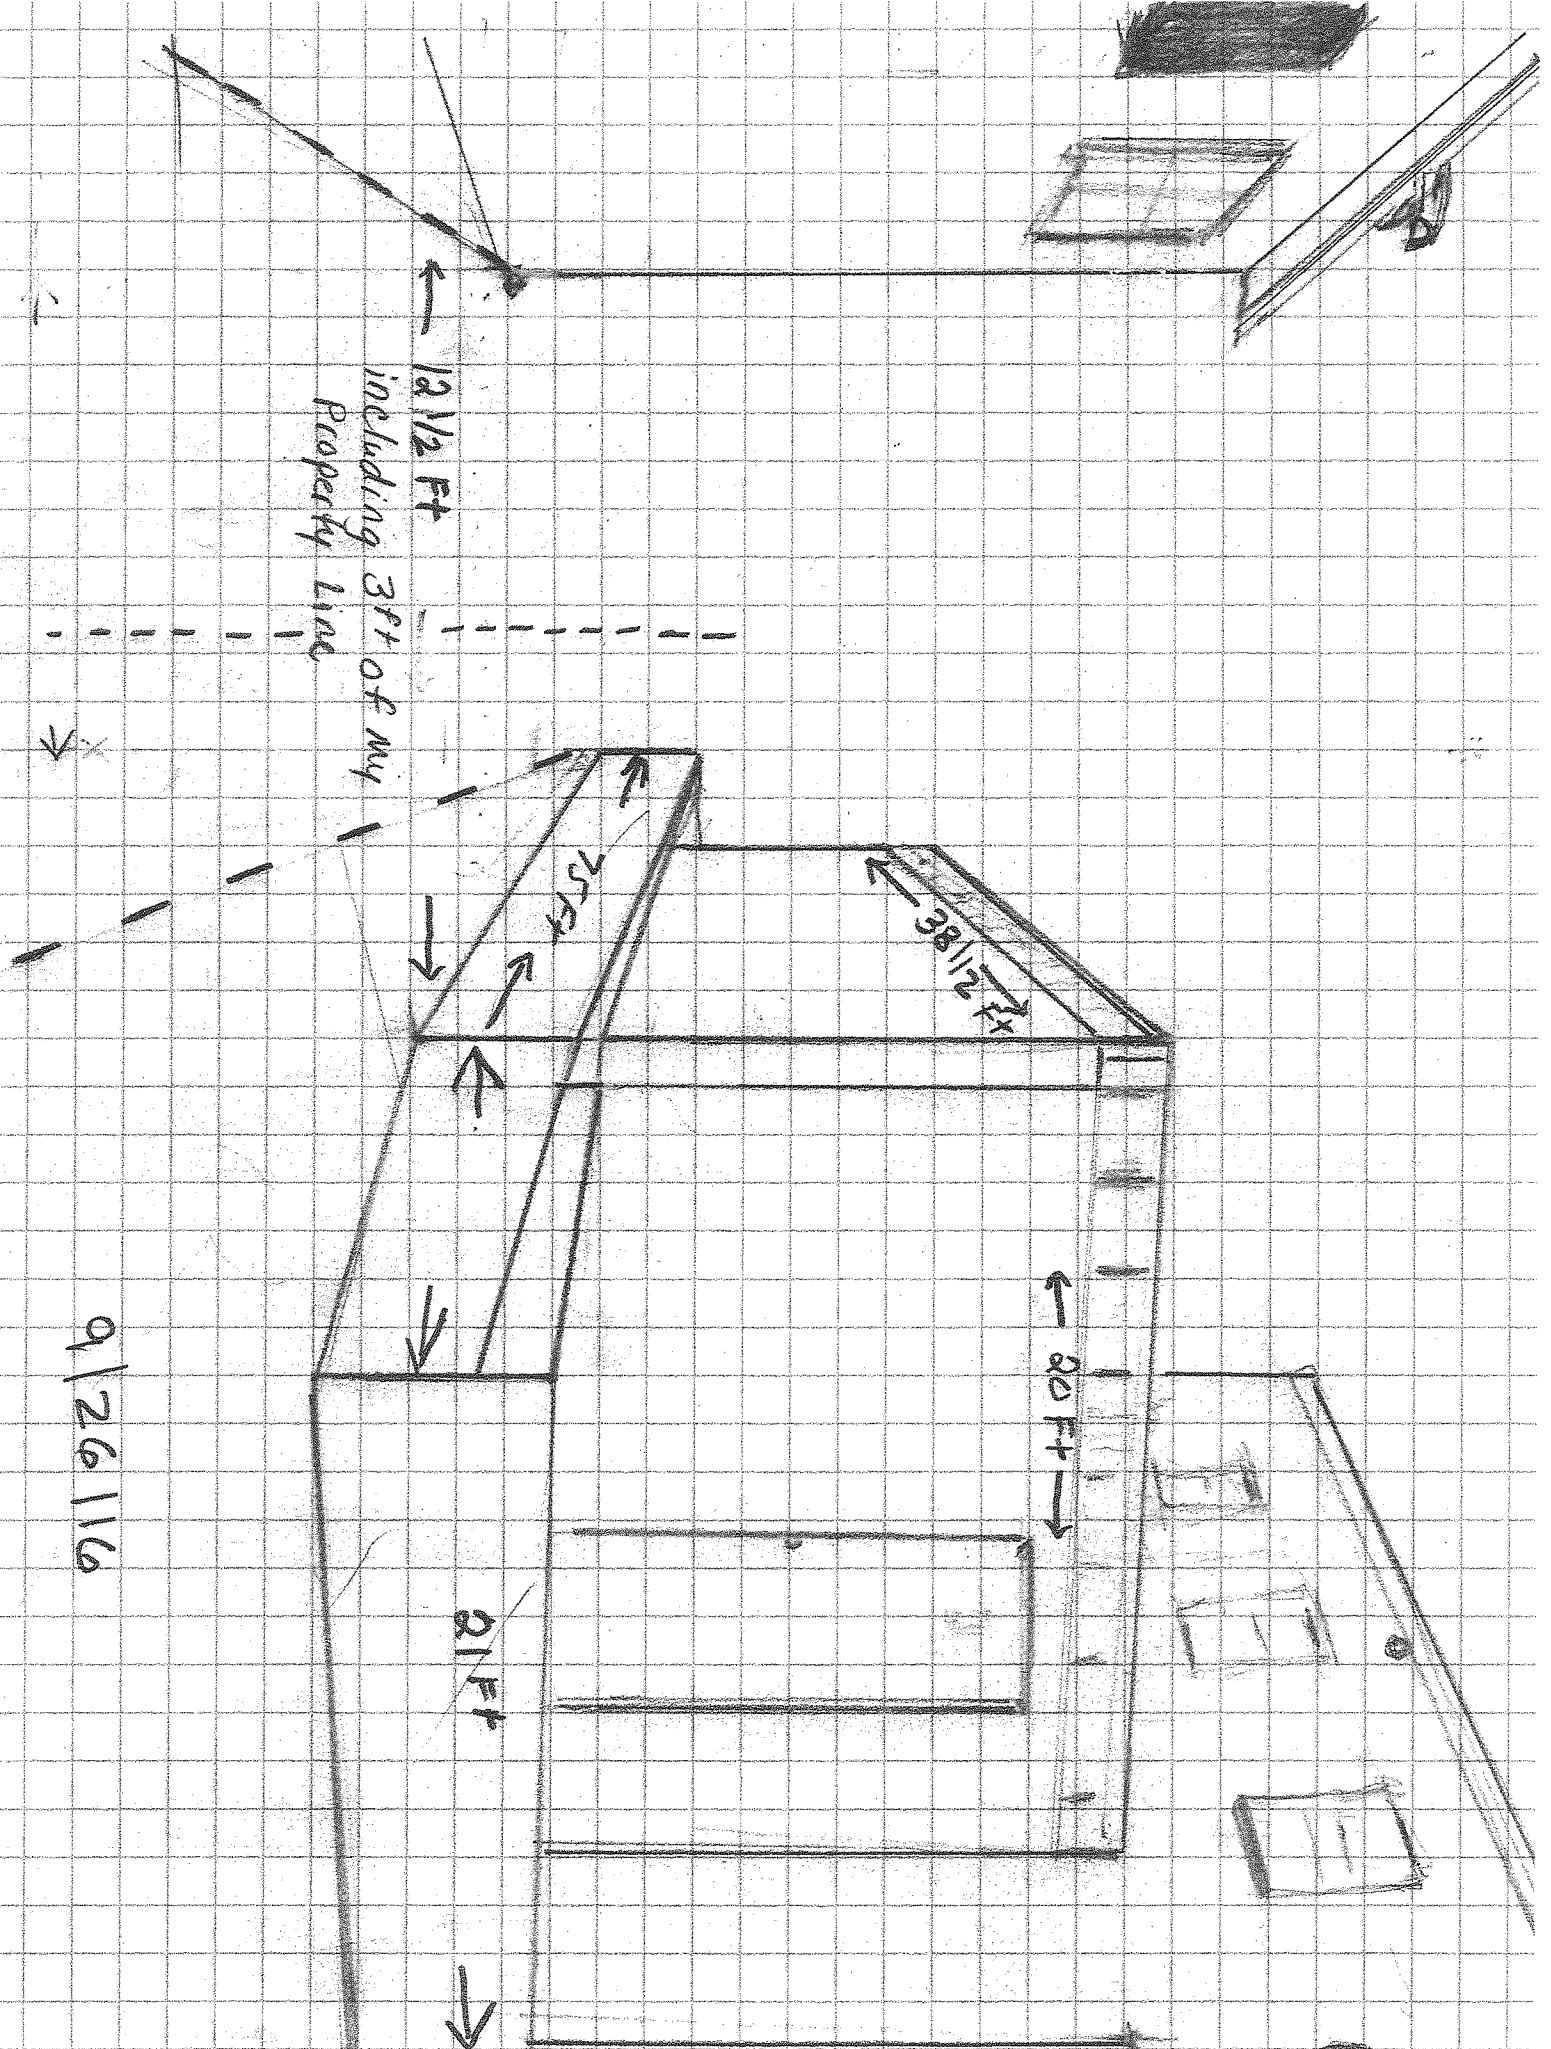 38 1/2 Ft
← 20 Ft →
75 Ft
21 Ft
12 1/2 Ft
including 3ft of my
Property Line
9/26/16